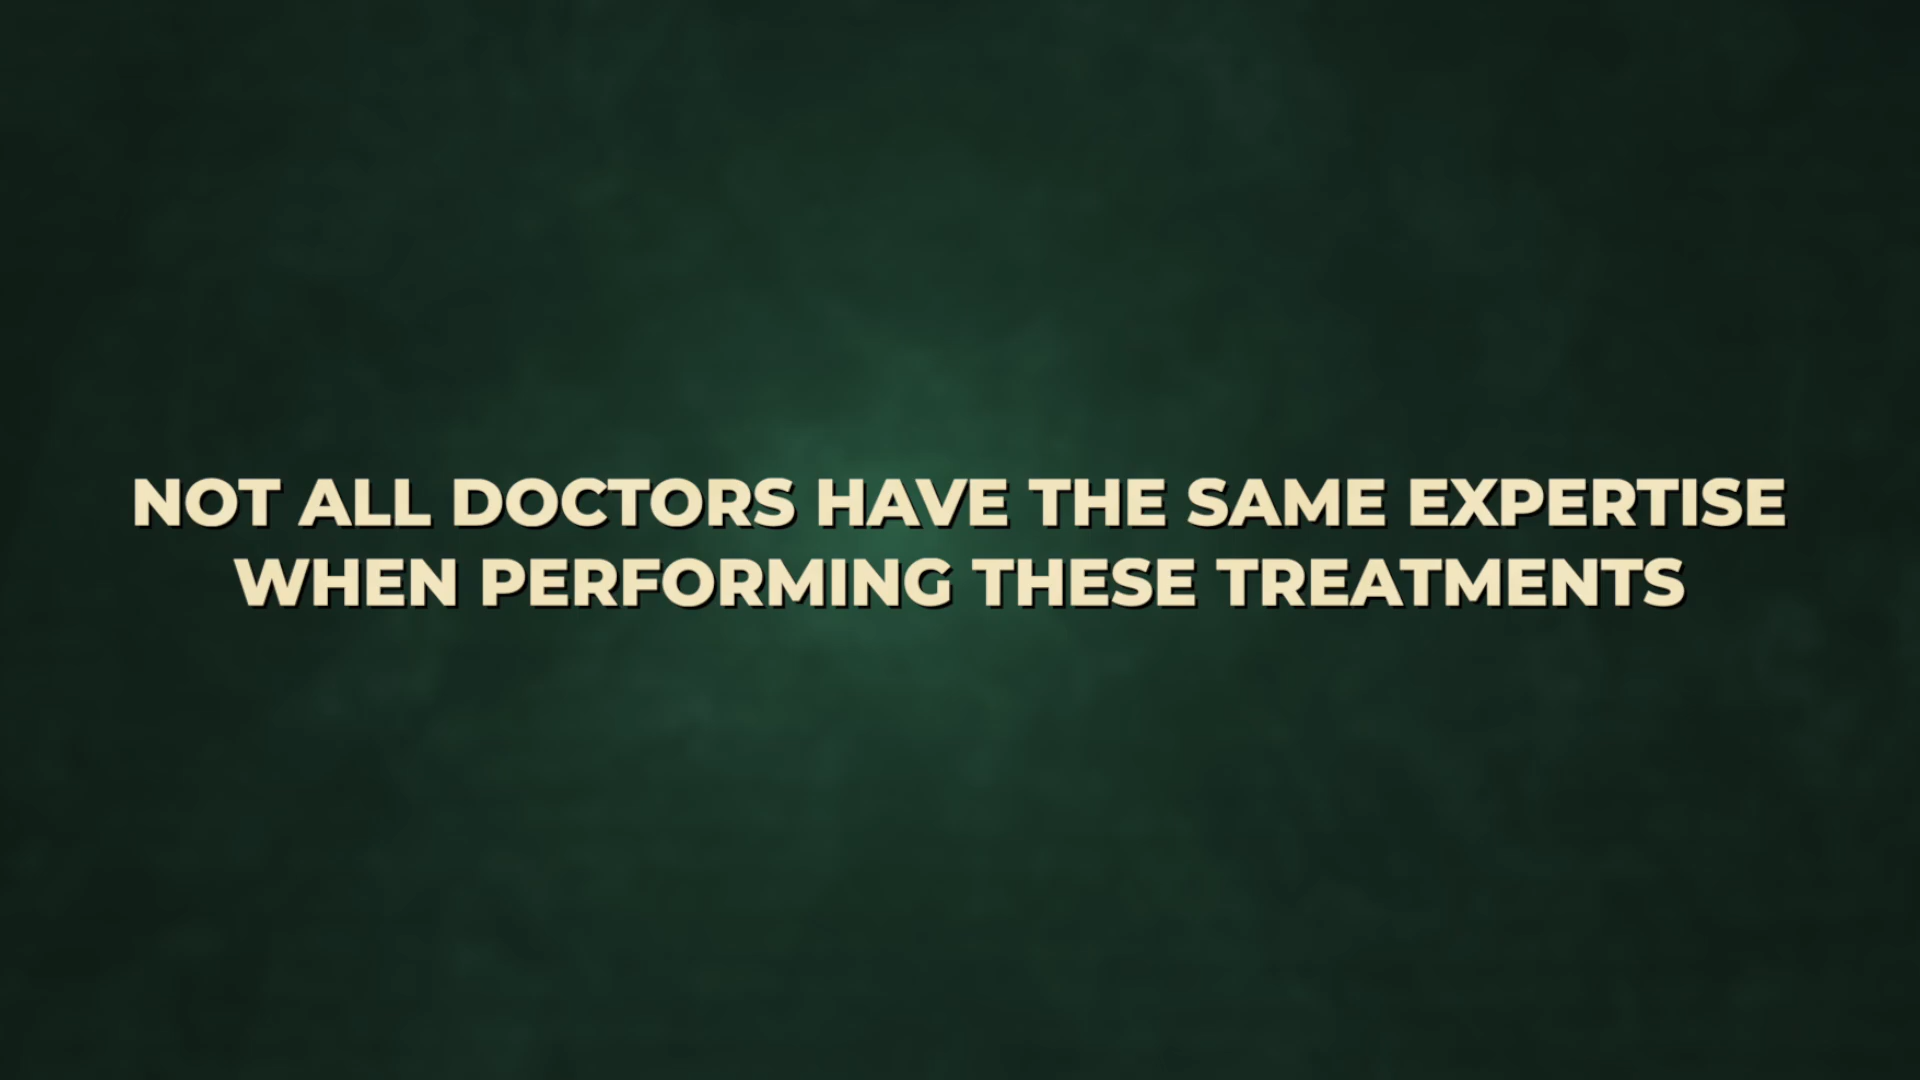 NOT ALL DOCTORS HAVE THE SAME EXPERTISE
WHEN PERFORMING THESE TREATMENTS